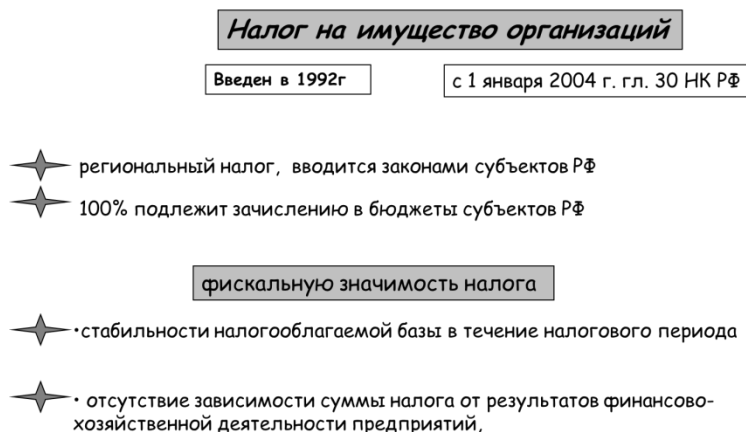 Налог на имущество организаций
Введен в 1992г
с 1 января 2004 г. гл. 30 НК РФ
региональный налог, вводится законами субъектов РФ
100% подлежит зачислению в бюджеты субъектов РФ
фискальную значимость налога
•стабильности налогооблагаемой базы в течение налогового периода
• отсутствие зависимости суммы налога от результатов финансово-
хозяйственной деятельности предприятий,